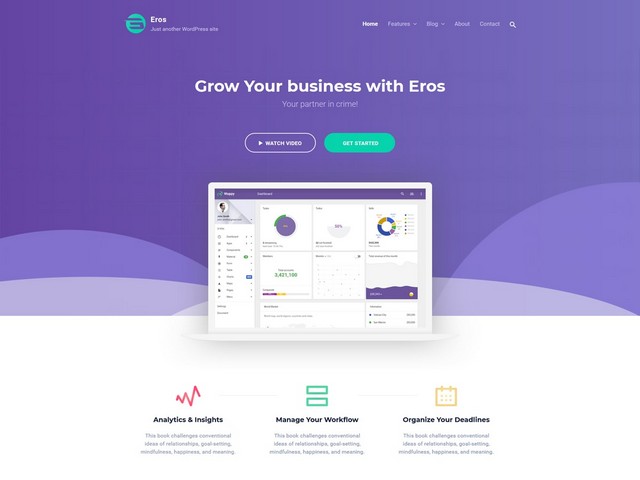 Eros
Just another WordPress site
Home Features Blog About Contact
Grow Your business with Eros
Your partner in crime!
WATCH VIDEO GET STARTED
Dashboard
3,421,100
Analytics & Insights
This book challenges conventional
ideas of relationships, goal-setting,
mindfulness, happiness, and meaning.
Manage Your Workflow
This book challenges conventional
ideas of relationships, goal-setting,
mindfulness, happiness, and meaning.
Organize Your Deadlines
This book challenges conventional
ideas of relationships, goal-setting,
mindfulness, happiness, and meaning.